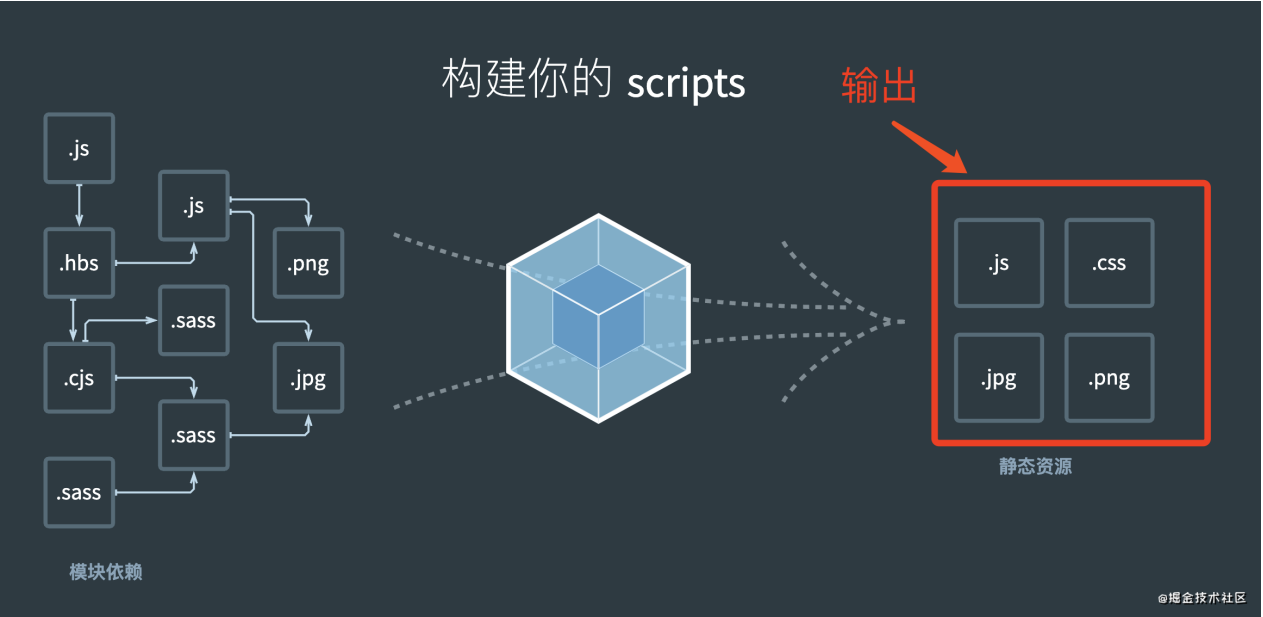 构建你的 scripts
输出
.js
.js
.hbs
.png
.sass
.cjs
.jpg
.sass
.sass
模块依赖
.js
.css
.jpg
.png
静态资源
@掘金技术社区